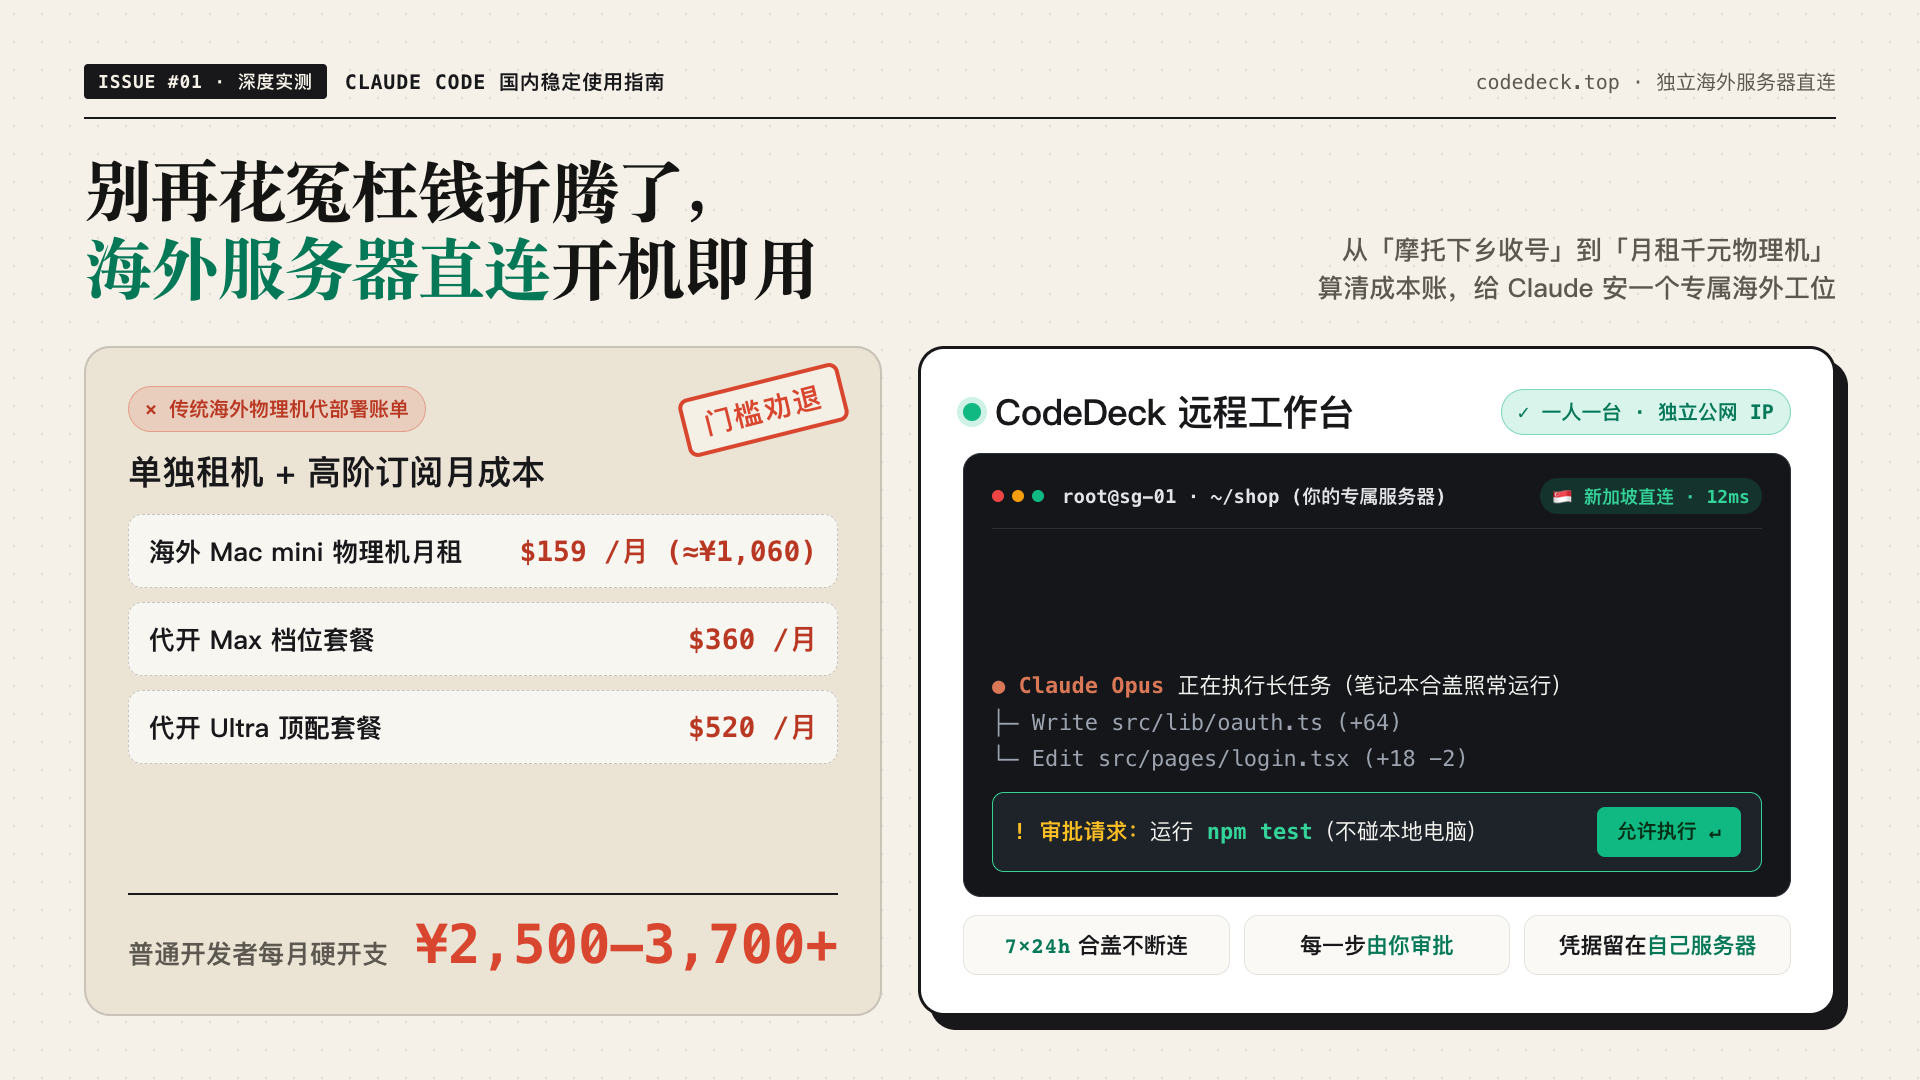 ISSUE #01 · 深度实测
CLAUDE CODE 国内稳定使用指南
codedeck.top · 独立海外服务器直连
别再花冤枉钱折腾了，
海外服务器直连开机即用
从「摩托下乡收号」到「月租千元物理机」
算清成本账，给 Claude 安一个专属海外工位
× 传统海外物理机代部署账单
门槛劝退
单独租机 + 高阶订阅月成本
海外 Mac mini 物理机月租 $159 /月 (≈¥1,060)
代开 Max 档位套餐 $360 /月
代开 Ultra 顶配套餐 $520 /月
普通开发者每月硬开支 ¥2,500–3,700+
CodeDeck 远程工作台
✓ 一人一台 · 独立公网 IP
root@sg-01 · ~/shop (你的专属服务器)
🇸🇬 新加坡直连 · 12ms
● Claude Opus 正在执行长任务（笔记本合盖照常运行）
├─ Write src/lib/oauth.ts (+64)
└─ Edit src/pages/login.tsx (+18 −2)
! 审批请求：运行 npm test（不碰本地电脑）
允许执行 ↵
7×24h 合盖不断连
每一步由你审批
凭据留在自己服务器